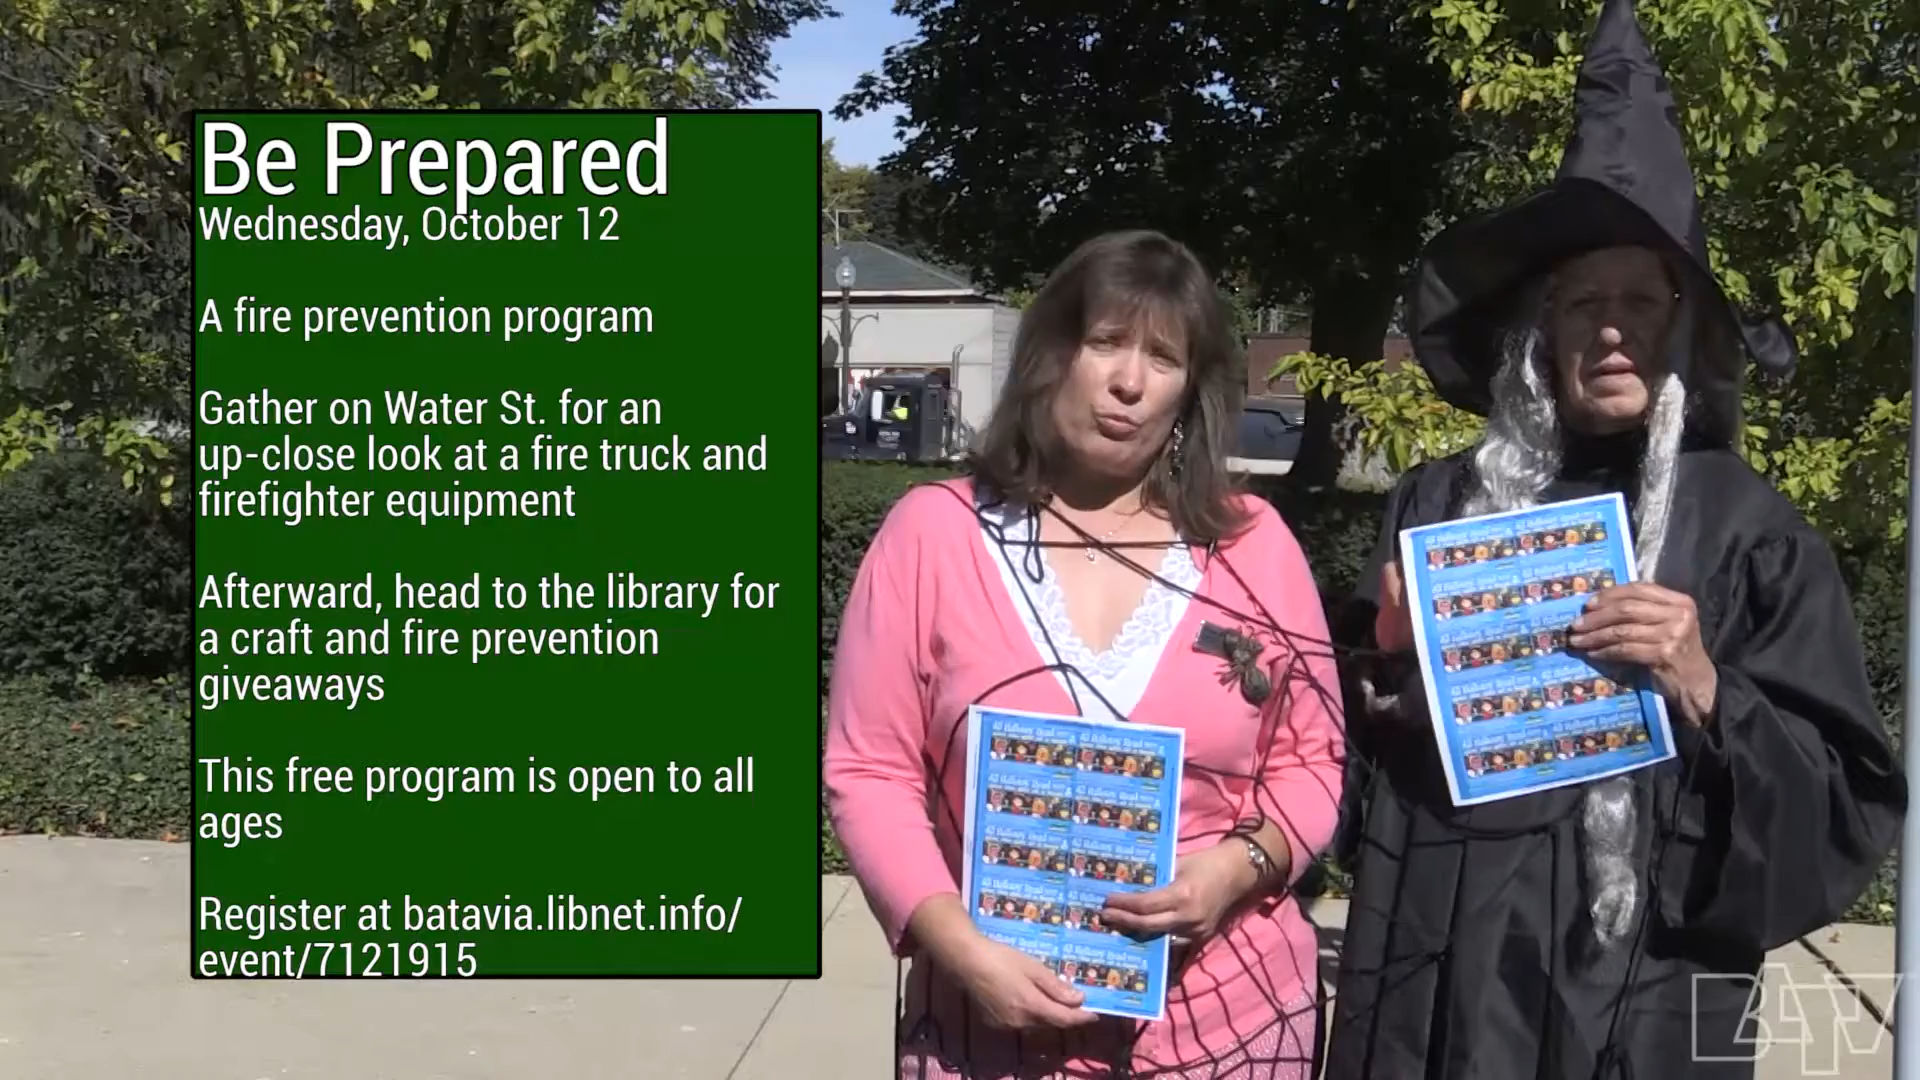 Be Prepared
Wednesday, October 12
A fire prevention program
Gather on Water St. for an
up-close look at a fire truck and
firefighter equipment
Afterward, head to the library for
a craft and fire prevention
giveaways
This free program is open to all
ages
Register at batavia.libnet.info/
event/7121915
BATV